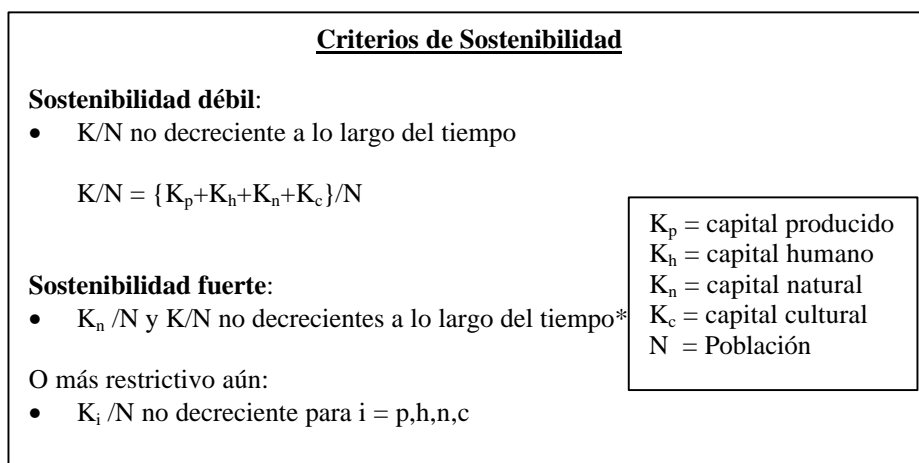 Criterios de Sostenibilidad
Sostenibilidad débil:
• K/N no decreciente a lo largo del tiempo
K/N = {Kp+Kh+Kn+Kc}/N
Sostenibilidad fuerte:
• Kn /N y K/N no decrecientes a lo largo del tiempo*
O más restrictivo aún:
• Ki /N no decreciente para i = p,h,n,c
Kp = capital producido
Kh = capital humano
Kn = capital natural
Kc = capital cultural
N = Población